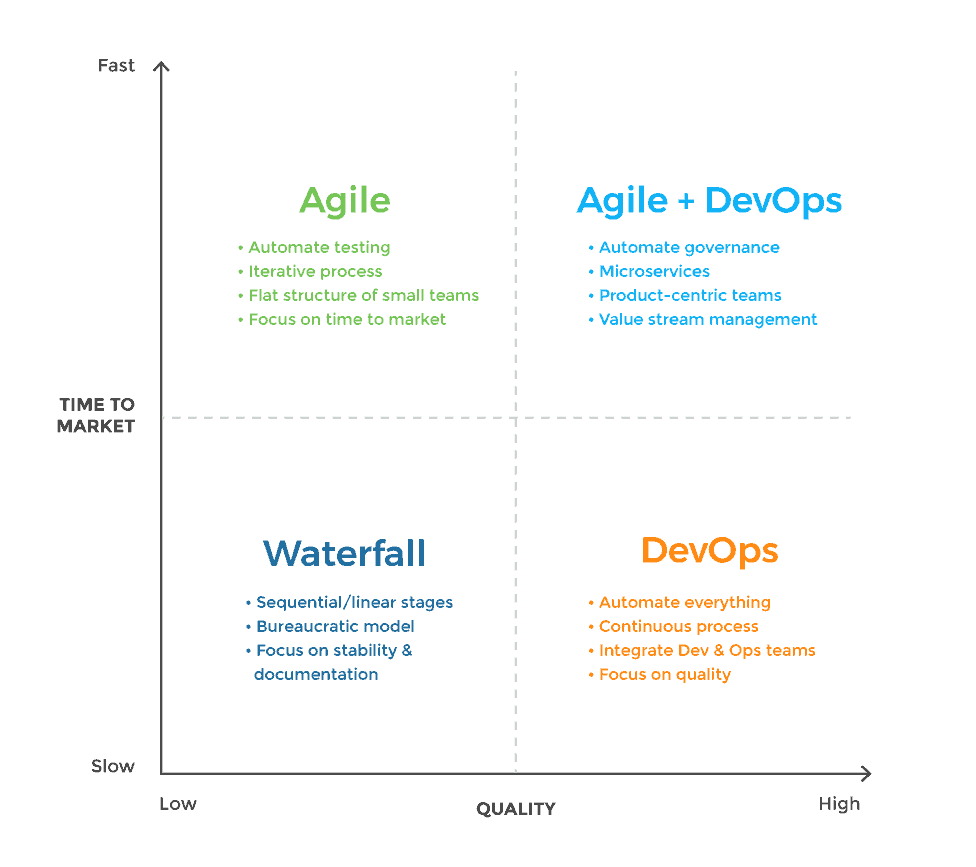 Fast
Agile
• Automate testing
• Iterative process
• Flat structure of small teams
• Focus on time to market
Agile + DevOps
• Automate governance
• Microservices
• Product-centric teams
• Value stream management
TIME TO
MARKET
Waterfall
• Sequential/linear stages
• Bureaucratic model
• Focus on stability &
documentation
DevOps
• Automate everything
• Continuous process
• Integrate Dev & Ops teams
• Focus on quality
Slow
Low
QUALITY
High